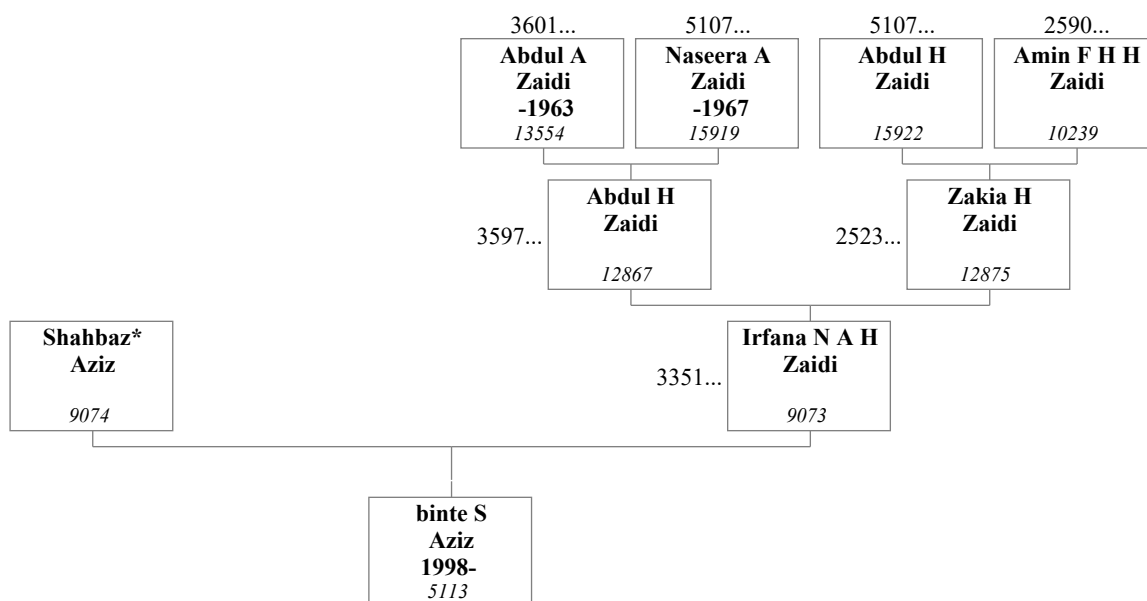 3601...
5107...
5107...
2590...
Abdul A
Zaidi
-1963
13554
Naseera A
Zaidi
-1967
15919
Abdul H
Zaidi
15922
Amin F H H
Zaidi
10239
3597...
Abdul H
Zaidi
12867
2523...
Zakia H
Zaidi
12875
Shahbaz*
Aziz
9074
3351...
Irfana N A H
Zaidi
9073
binte S
Aziz
1998-
5113